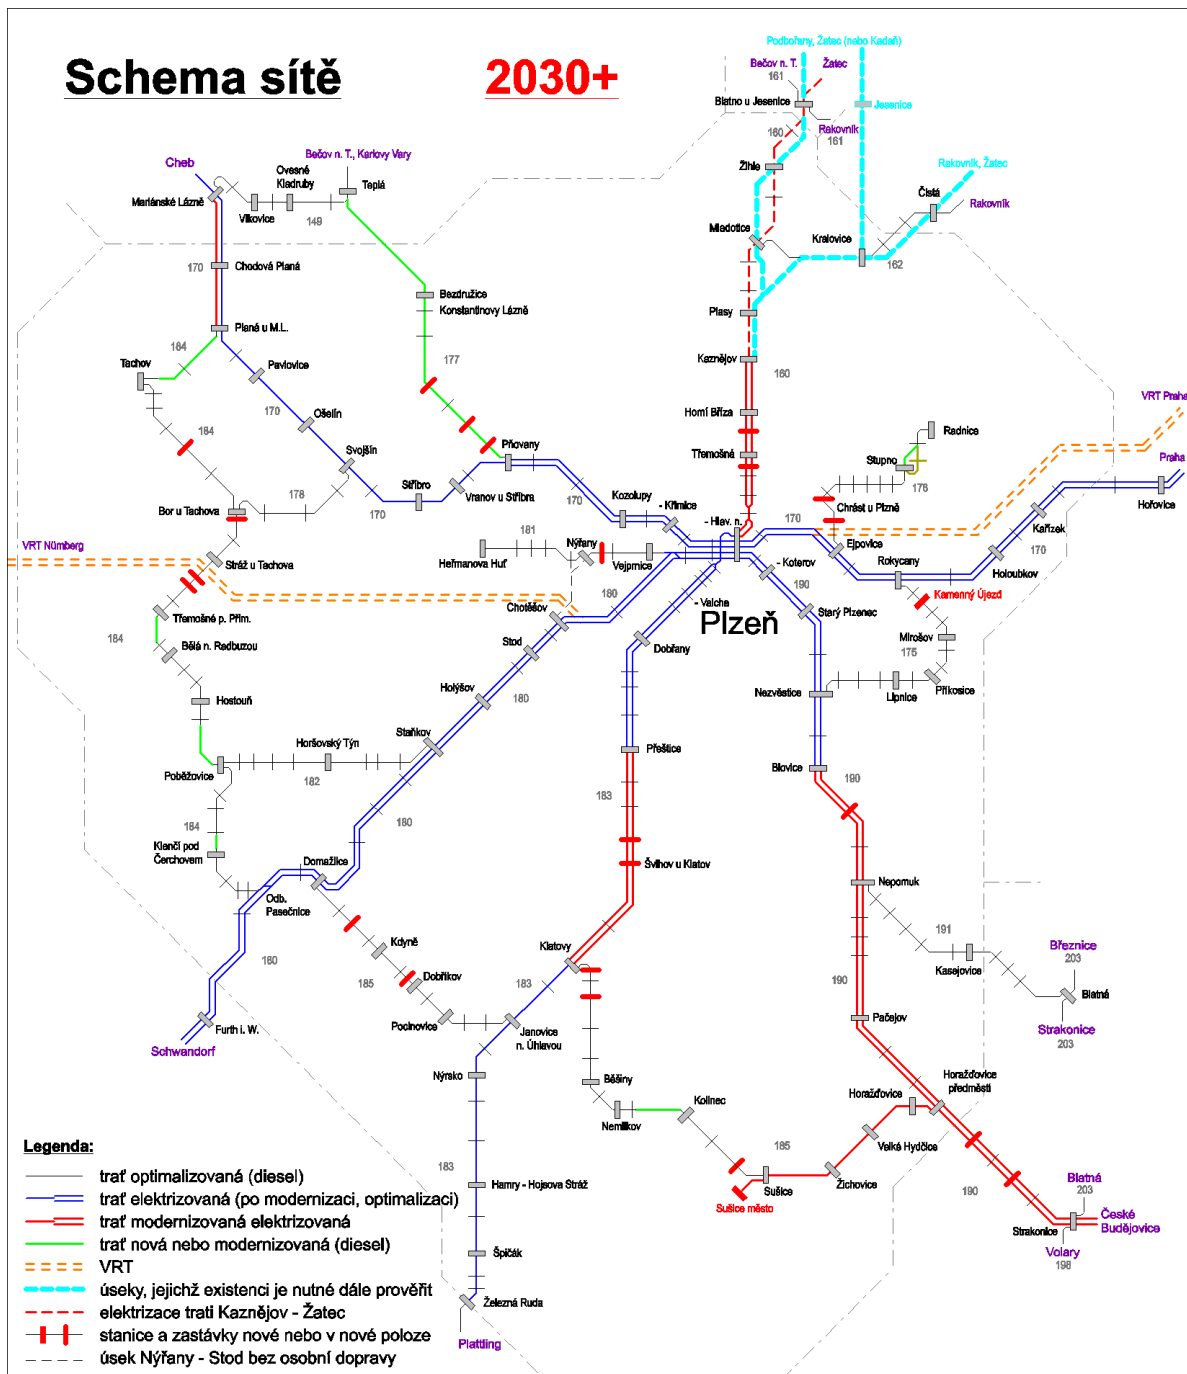 Schema sítě
2030+
Podbořany, Žatec (nebo Kadaň)
Bečov n. T.
161
Žatec
Blatno u Jesenice
Jesenice
Rakovník
161
160
Cheb
Bečov n. T., Karlovy Vary
Ovesné
Kladruby
Teplá
Žihle
Rakovník, Žatec
Mariánské Lázně
Vlkovice
149
Čistá
Rakovník
Mladotice
Kralovice
162
170
Chodová Planá
Bezdružice
Konstantinovy Lázně
Plasy
Planá u M.L.
184
177
Kaznějov
160
Tachov
Pavlovice
VRT Praha
170
Ošelín
Horní Bříza
184
Svojšín
Pňovany
Třemošná
Radnice
Stupno
Praha
178
Stříbro
170
Vranov u Stříbra
170
Kozolupy
- Křimice
176
Chrást u Plzně
Hořovice
Bor u Tachova
- Hlav. n.
170
Kařízek
170
VRT Nürnberg
181
Nýřany
Ejpovice
Stráž u Tachova
Heřmanova Huť
Vejprnice
- Koterov
190
Rokycany
Holoubkov
180
- Valcha
Kamenný Újezd
Chotěšov
Starý Plzenec
Třemošné p. Přim.
Plzeň
184
Bělá n. Radbuzou
Stod
Dobřany
Mirošov
175
Holýšov
180
Nezvěstice
Lipnice
Příkosice
Hostouň
Staňkov
Horšovský Týn
Přeštice
Poběžovice
182
Blovice
190
183
184
180
Klenčí pod
Čerchovem
Švihov u Klatov
Domažlice
Nepomuk
Odb.
Pasečnice
191
Kdyně
Klatovy
Kasejovice
Březnice
203
180
185
Dobříkov
183
190
Blatná
Pocinovice
Janovice
n. Úhlavou
Pačejov
Strakonice
203
Furth i. W.
Schwandorf
Nýrsko
Běšiny
Horažďovice
předměstí
Horažďovice
Kolinec
Nemilkov
185
Velké Hydčice
Legenda:
trať optimalizovaná (diesel)
183
Hamry - Hojsova Stráž
Sušice
Žichovice
190
Blatná
203
trať elektrizovaná (po modernizaci, optimalizaci)
Sušice město
České
Budějovice
trať modernizovaná elektrizovaná
Strakonice
trať nová nebo modernizovaná (diesel)
Volary
198
VRT
Špičák
úseky, jejichž existenci je nutné dále prověřit
Železná Ruda
elektrizace trati Kaznějov - Žatec
stanice a zastávky nové nebo v nové poloze
Plattling
úsek Nýřany - Stod bez osobní dopravy